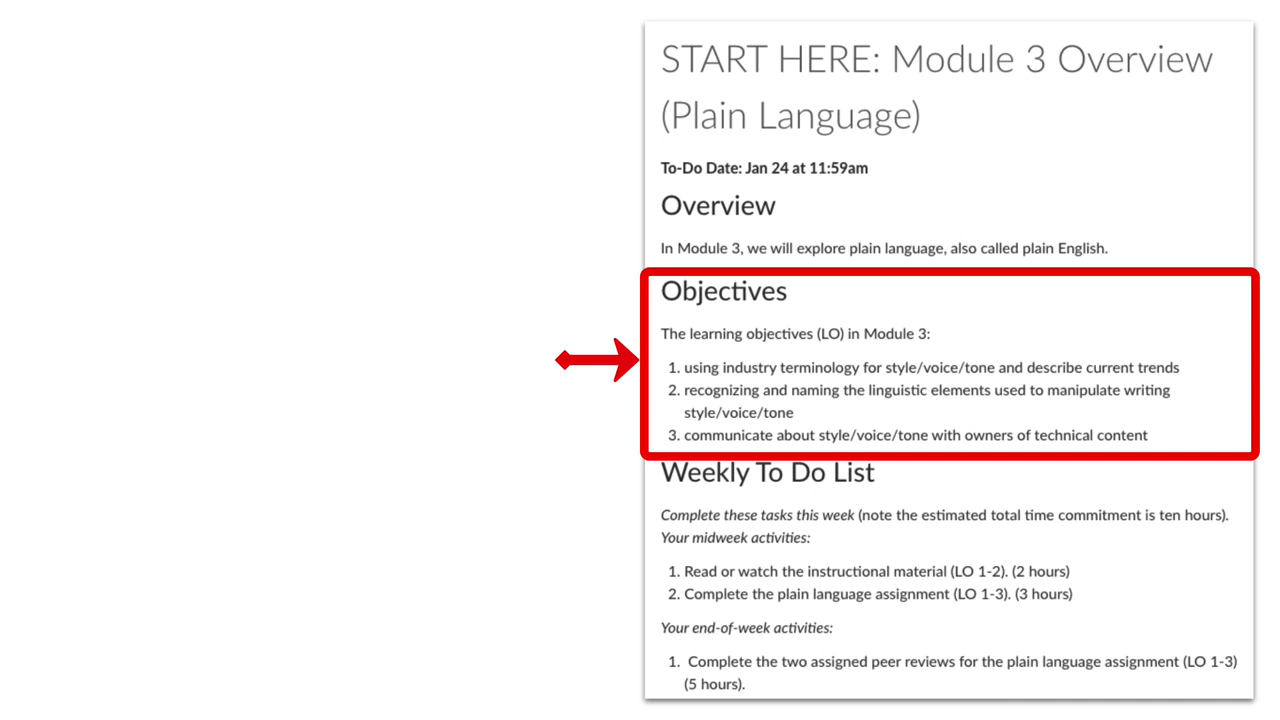 START HERE: Module 3 Overview
(Plain Language)
To-Do Date: Jan 24 at 11:59am
Overview
In Module 3, we will explore plain language, also called plain English.
Objectives
The learning objectives (LO) in Module 3:
1. using industry terminology for style/voice/tone and describe current trends
2. recognizing and naming the linguistic elements used to manipulate writing
style/voice/tone
3. communicate about style/voice/tone with owners of technical content
Weekly To Do List
Complete these tasks this week (note the estimated total time commitment is ten hours).
Your midweek activities:
1. Read or watch the instructional material (LO 1-2). (2 hours)
2. Complete the plain language assignment (LO 1-3). (3 hours)
Your end-of-week activities:
1. Complete the two assigned peer reviews for the plain language assignment (LO 1-3)
(5 hours).